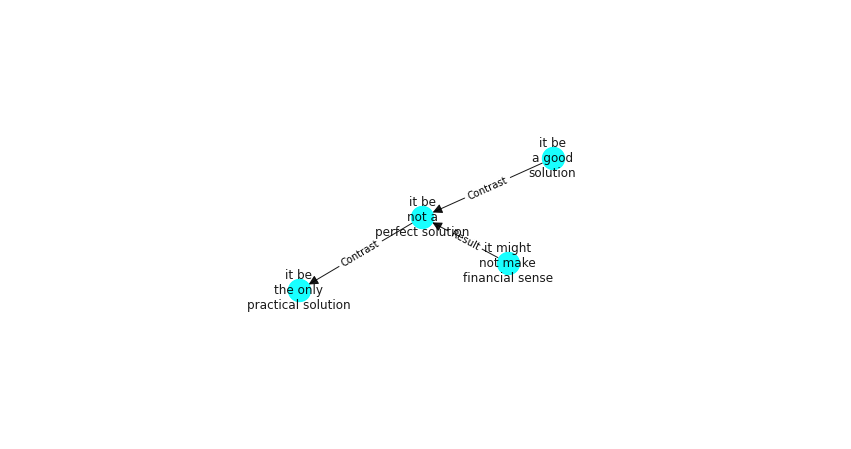 it be
a good
solution
Contrast
it be
not a
perfect solution
Result
it might
not make
financial sense
Contrast
it be
the only
practical solution